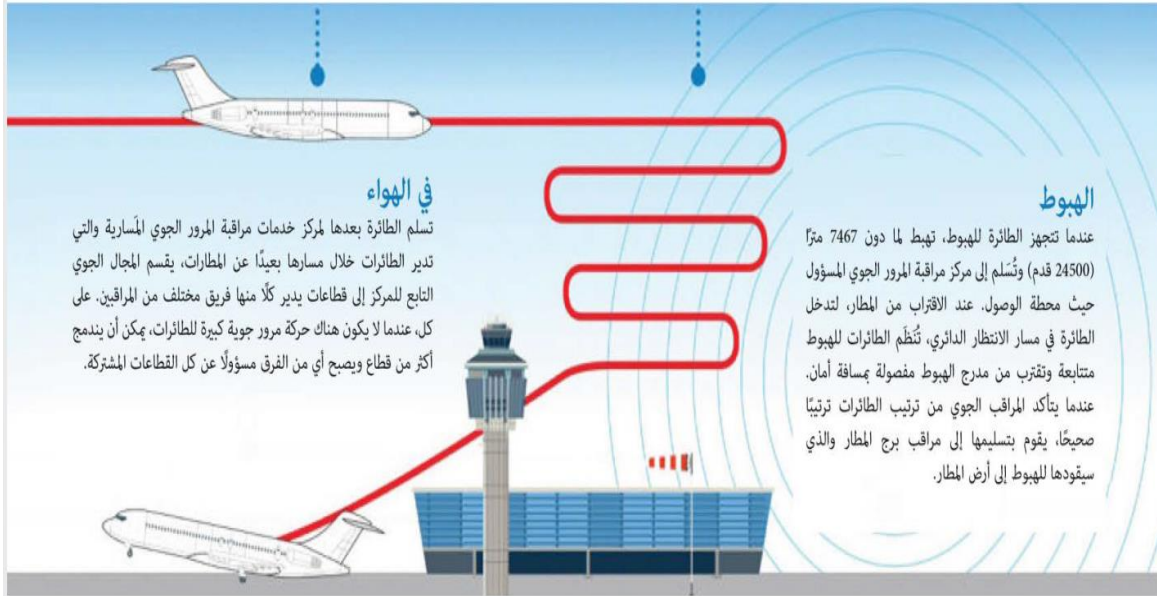 الهبوط
عندما تتجهز الطائرة للهبوط، تهبط لما دون 7467 مترًا
(24500 قدم) وتُسَلم إلى مركز مراقبة المرور الجوي المسؤول
حيث محطة الوصول. عند الاقتراب من المطار، لتدخل
الطائرة في مسار الانتظار الدائري، تُنَظَم الطائرات للهبوط
متتابعة وتقترب من مدرج الهبوط مفصولة بمسافة أمان.
عندما يتأكد المراقب الجوي من ترتيب الطائرات ترتيبًا
صحيحًا، يقوم بتسليمها إلى مراقب برج المطار والذي
سيقودها للهبوط إلى أرض المطار.
في الهواء
تسلم الطائرة بعدها لمركز خدمات مراقبة المرور الجوي المَسارية والتي
تدير الطائرات خلال مسارها بعيدًا عن المطارات، يقسم المجال الجوي
التابع للمركز إلى قطاعات يدير كلًا منها فريق مختلف من المراقبين. على
كل، عندما لا يكون هناك حركة مرور جوية كبيرة للطائرات، يمكن أن يندمج
أكثر من قطاع ويصبح أي من الفرق مسؤولًا عن كل القطاعات المشتركة.